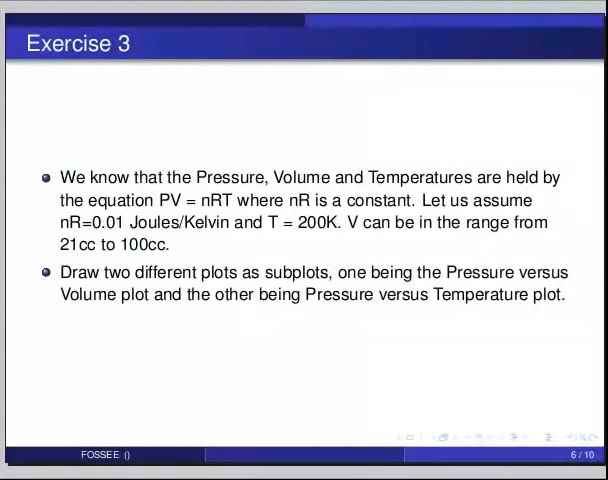 Exercise 3
We know that the Pressure, Volume and Temperatures are held by
the equation PV = nRT where nR is a constant. Let us assume
nR=0.01 Joules/Kelvin and T = 200K. V can be in the range from
21cc to 100cc.
Draw two different plots as subplots, one being the Pressure versus
Volume plot and the other being Pressure versus Temperature plot.
FOSSEE ()
6 / 10